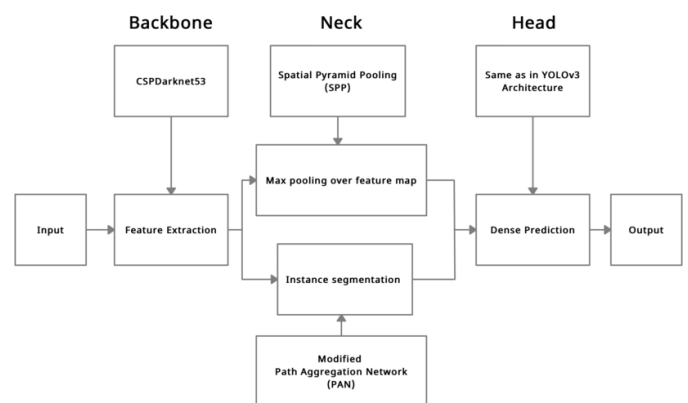 Backbone
Neck
Head
CSPDarknet53
Spatial Pyramid Pooling
(SPP)
Same as in YOLOv3
Architecture
Max pooling over feature map
Input
Feature Extraction
Dense Prediction
Output
Instance segmentation
Modified
Path Aggregation Network
(PAN)